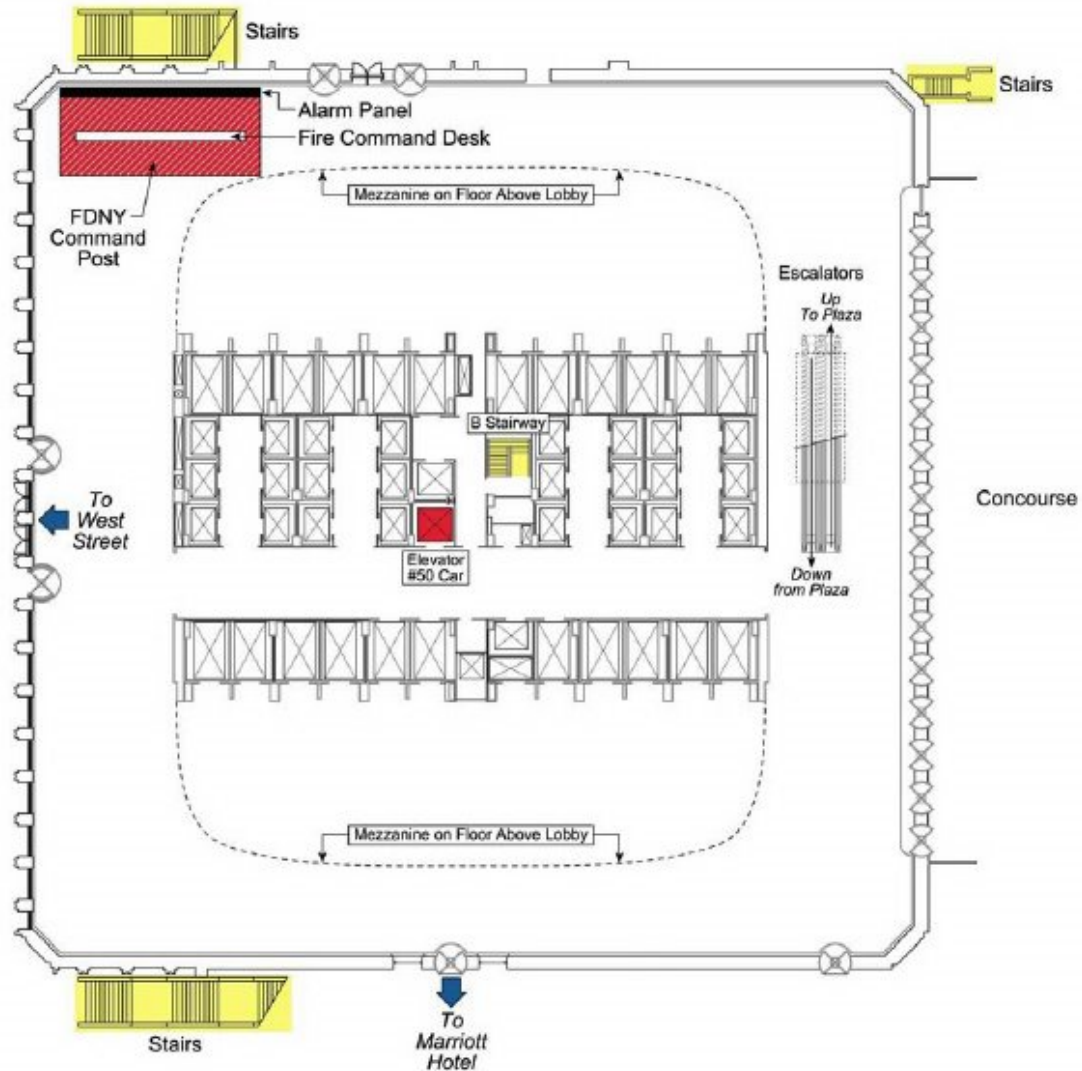 Stairs
Stairs
Alarm Panel
Fire Command Desk
Mezzanine on Floor Above Lobby
FDNY
Command
Post
Escalators
Up
To Plaza
B Stairway
To
West
Street
Concourse
Elevator
#50 Car
Down
from Plaza
Mezzanine on Floor Above Lobby
Stairs
To
Marriott
Hotel